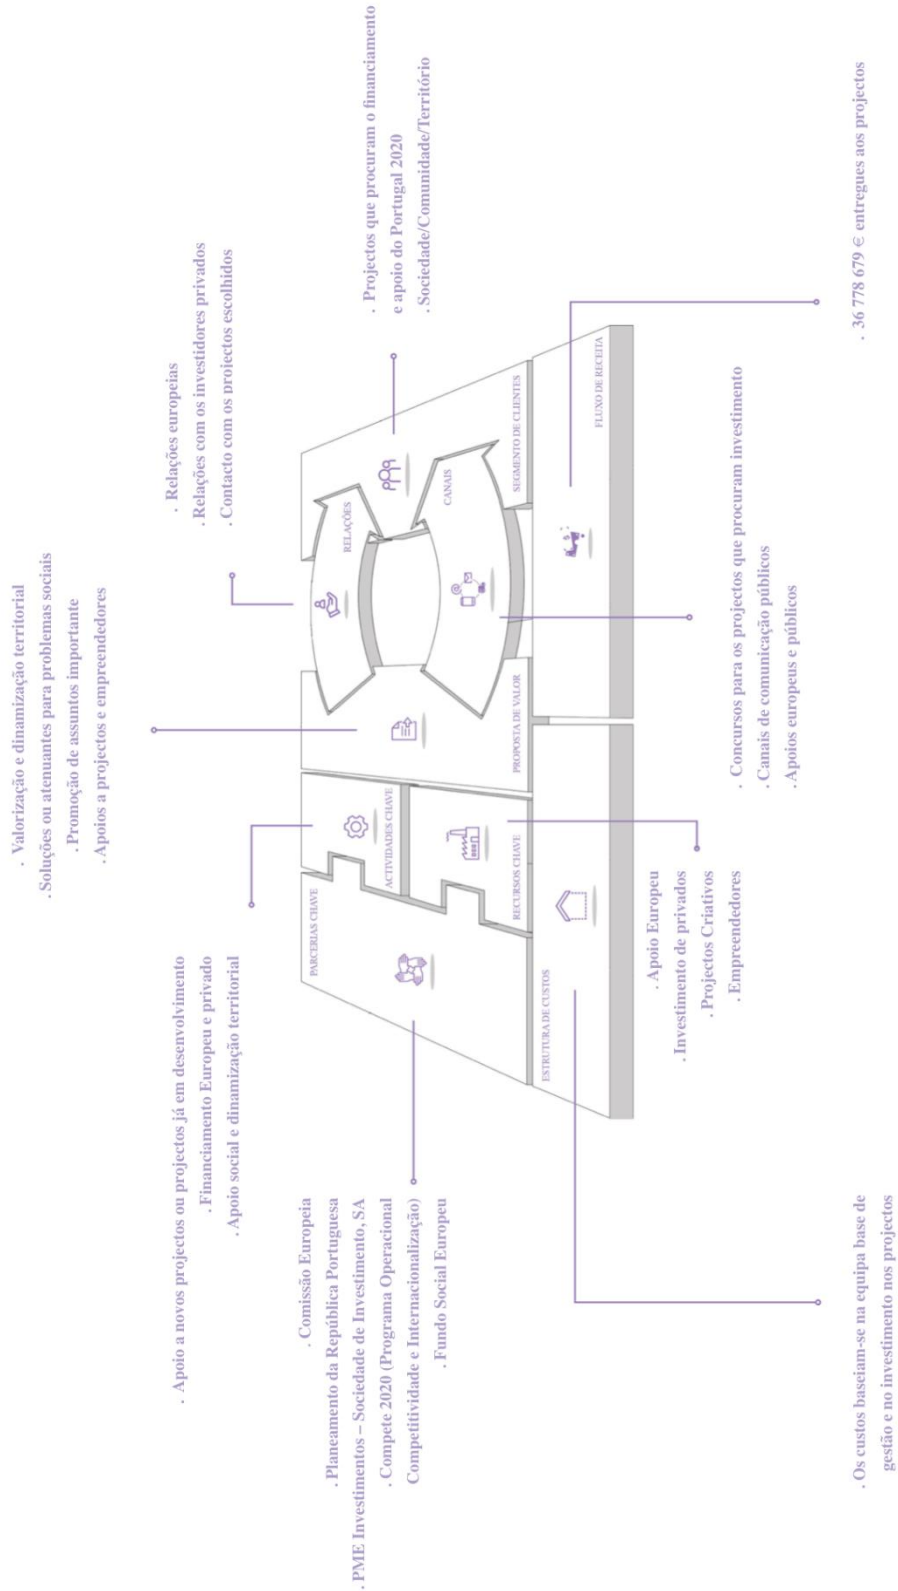 . Comissão Europeia
. Planeamento da República Portuguesa
. PME Investimentos – Sociedade de Investimento, SA
. Compete 2020 (Programa Operacional
Competitividade e Internacionalização)
. Fundo Social Europeu
. Apoio a novos projectos ou projectos já em desenvolvimento
. Financiamento Europeu e privado
. Apoio social e dinamização territorial
. Valorização e dinamização territorial
. Soluções ou atenuantes para problemas sociais
. Promoção de assuntos importante
. Apoios a projectos e empreendedores
. Relações europeias
. Relações com os investidores privados
. Contacto com os projectos escolhidos
. Projectos que procuram o financiamento
e apoio do Portugal 2020
. Sociedade/Comunidade/Território
PARCERIAS CHAVE
ACTIVIDADES CHAVE
RECURSOS CHAVE
PROPOSTA DE VALOR
RELAÇÕES
CANAIS
SEGMENTO DE CLIENTES
ESTRUTURA DE CUSTOS
FLUXO DE RECEITA
. Apoio Europeu
. Investimento de privados
. Projectos Criativos
. Empreendedores
. Concursos para os projectos que procuram investimento
. Canais de comunicação públicos
. Apoios europeus e públicos
. Os custos baseiam-se na equipa base de
gestão e no investimento nos projectos
. 36 778 679 € entregues aos projectos